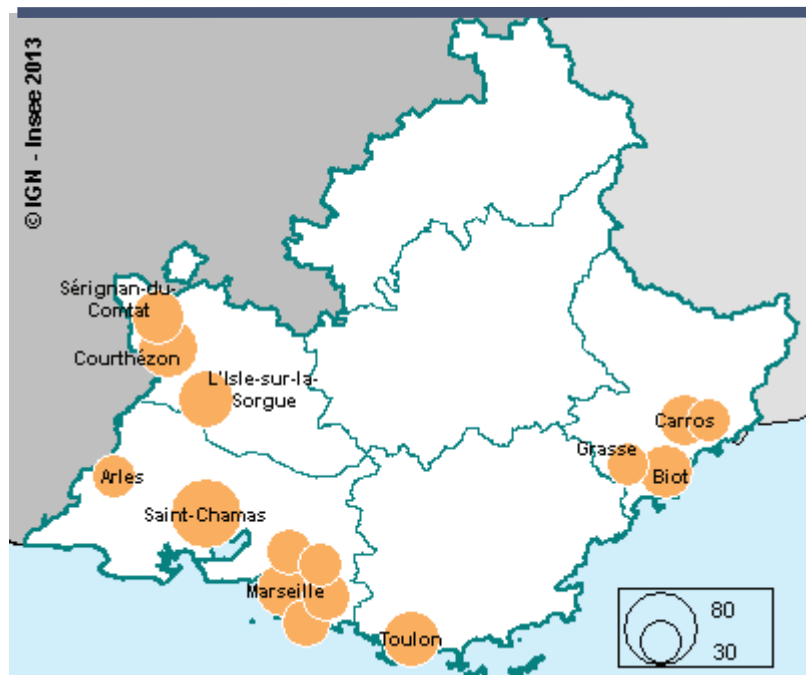 © IGN - Insee 2013
Sérignan-du-
Comtat
Courthézon
L'Isle-sur-la-
Sorgue
Carros
Grasse
Biot
Arles
Saint-Chamas
Marseille
Toulon
80
30